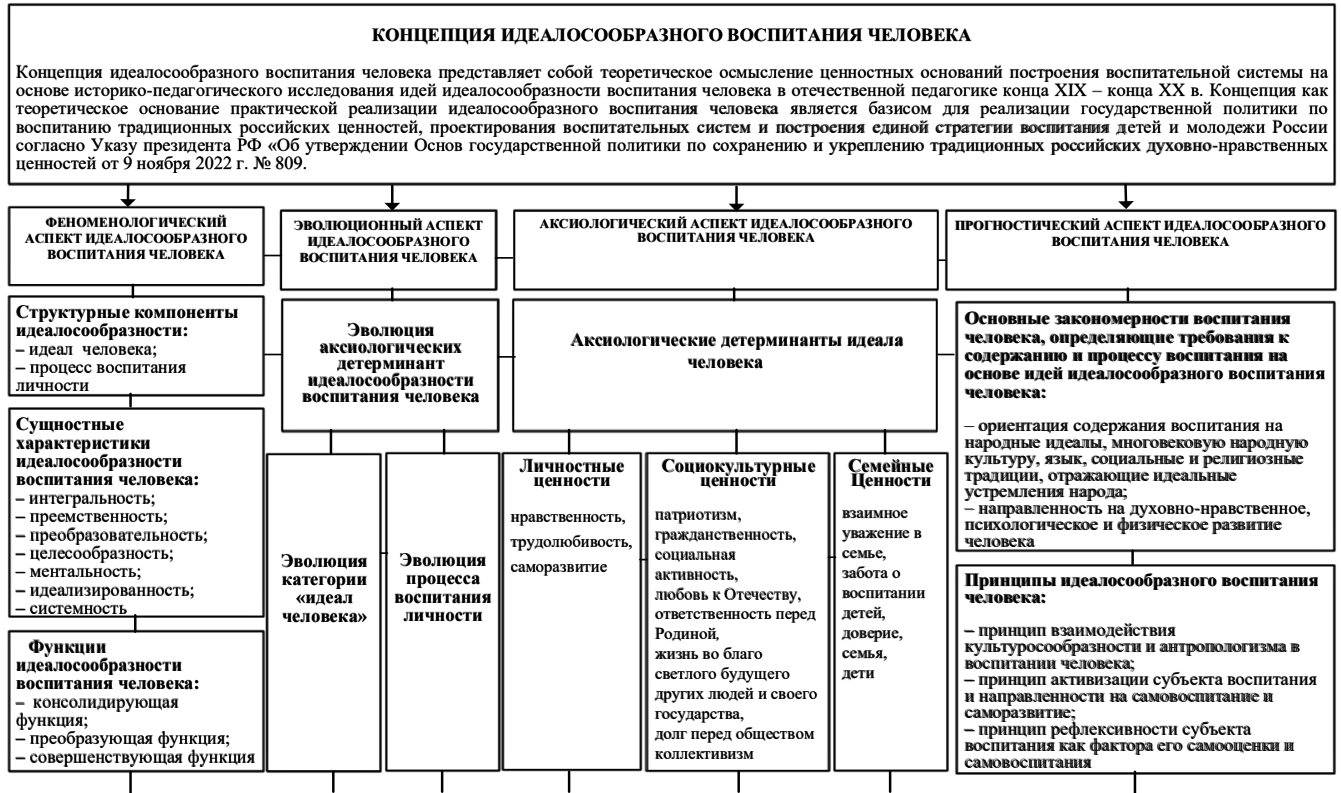 КОНЦЕПЦИЯ ИДЕАЛОСООБРАЗНОГО ВОСПИТАНИЯ ЧЕЛОВЕКА
Концепция идеалосообразного воспитания человека представляет собой теоретическое осмысление ценностных оснований построения воспитательной системы на
основе историко-педагогического исследования идей идеалосообразности воспитания человека в отечественной педагогике конца XIX – конца XX в. Концепция как
теоретическое основание практической реализации идеалосообразного воспитания человека является базисом для реализации государственной политики по
воспитанию традиционных российских ценностей, проектирования воспитательных систем и построения единой стратегии воспитания детей и молодежи России
согласно Указу президента РФ «Об утверждении Основ государственной политики по сохранению и укреплению традиционных российских духовно-нравственных
ценностей от 9 ноября 2022 г. № 809.
ФЕНОМЕНОЛОГИЧЕСКИЙ
АСПЕКТ ИДЕАЛОСООБРАЗНОГО
ВОСПИТАНИЯ ЧЕЛОВЕКА
Структурные компоненты
идеалосообразности:
– идеал человека;
– процесс воспитания
личности
Сущностные
характеристики
идеалосообразности
воспитания человека:
– интегральность;
– преемственность;
– преобразовательность;
– целесообразность;
– ментальность;
– идеализированность;
– системность
Функции
идеалосообразности
воспитания человека:
– консолидирующая
функция;
– преобразующая функция;
– совершенствующая функция
ЭВОЛЮЦИОННЫЙ АСПЕКТ
ИДЕАЛОСООБРАЗНОГО
ВОСПИТАНИЯ ЧЕЛОВЕКА
Эволюция
аксиологических
детерминант
идеалосообразности
воспитания человека
Эволюция
категории
«идеал
человека»
Эволюция
процесса
воспитания
личности
АКСИОЛОГИЧЕСКИЙ АСПЕКТ ИДЕАЛОСООБРАЗНОГО
ВОСПИТАНИЯ ЧЕЛОВЕКА
Аксиологические детерминанты идеала
человека
Личностные
ценности
нравственность,
трудолюбивость,
саморазвитие
Социокультурные
ценности
патриотизм,
гражданственность,
социальная
активность,
любовь к Отечеству,
ответственность перед
Родиной,
жизнь во благо
светлого будущего
других людей и своего
государства,
долг перед обществом
коллективизм
Семейные
Ценности
взаимное
уважение в
семье,
забота о
воспитании
детей,
доверие,
семья,
дети
ПРОГНОСТИЧЕСКИЙ АСПЕКТ ИДЕАЛОСООБРАЗНОГО
ВОСПИТАНИЯ ЧЕЛОВЕКА
Основные закономерности воспитания
человека, определяющие требования к
содержанию и процессу воспитания на
основе идей идеалосообразного воспитания
человека:
– ориентация содержания воспитания на
народные идеалы, многовековую народную
культуру, язык, социальные и религиозные
традиции, отражающие идеальные
устремления народа;
– направленность на духовно-нравственное,
психологическое и физическое развитие
человека
Принципы идеалосообразного воспитания
человека:
– принцип взаимодействия
культуросообразности и антропологизма в
воспитании человека;
– принцип активизации субъекта воспитания
и направленности на самовоспитание и
саморазвитие;
– принцип рефлексивности субъекта
воспитания как фактора его самооценки и
самовоспитания